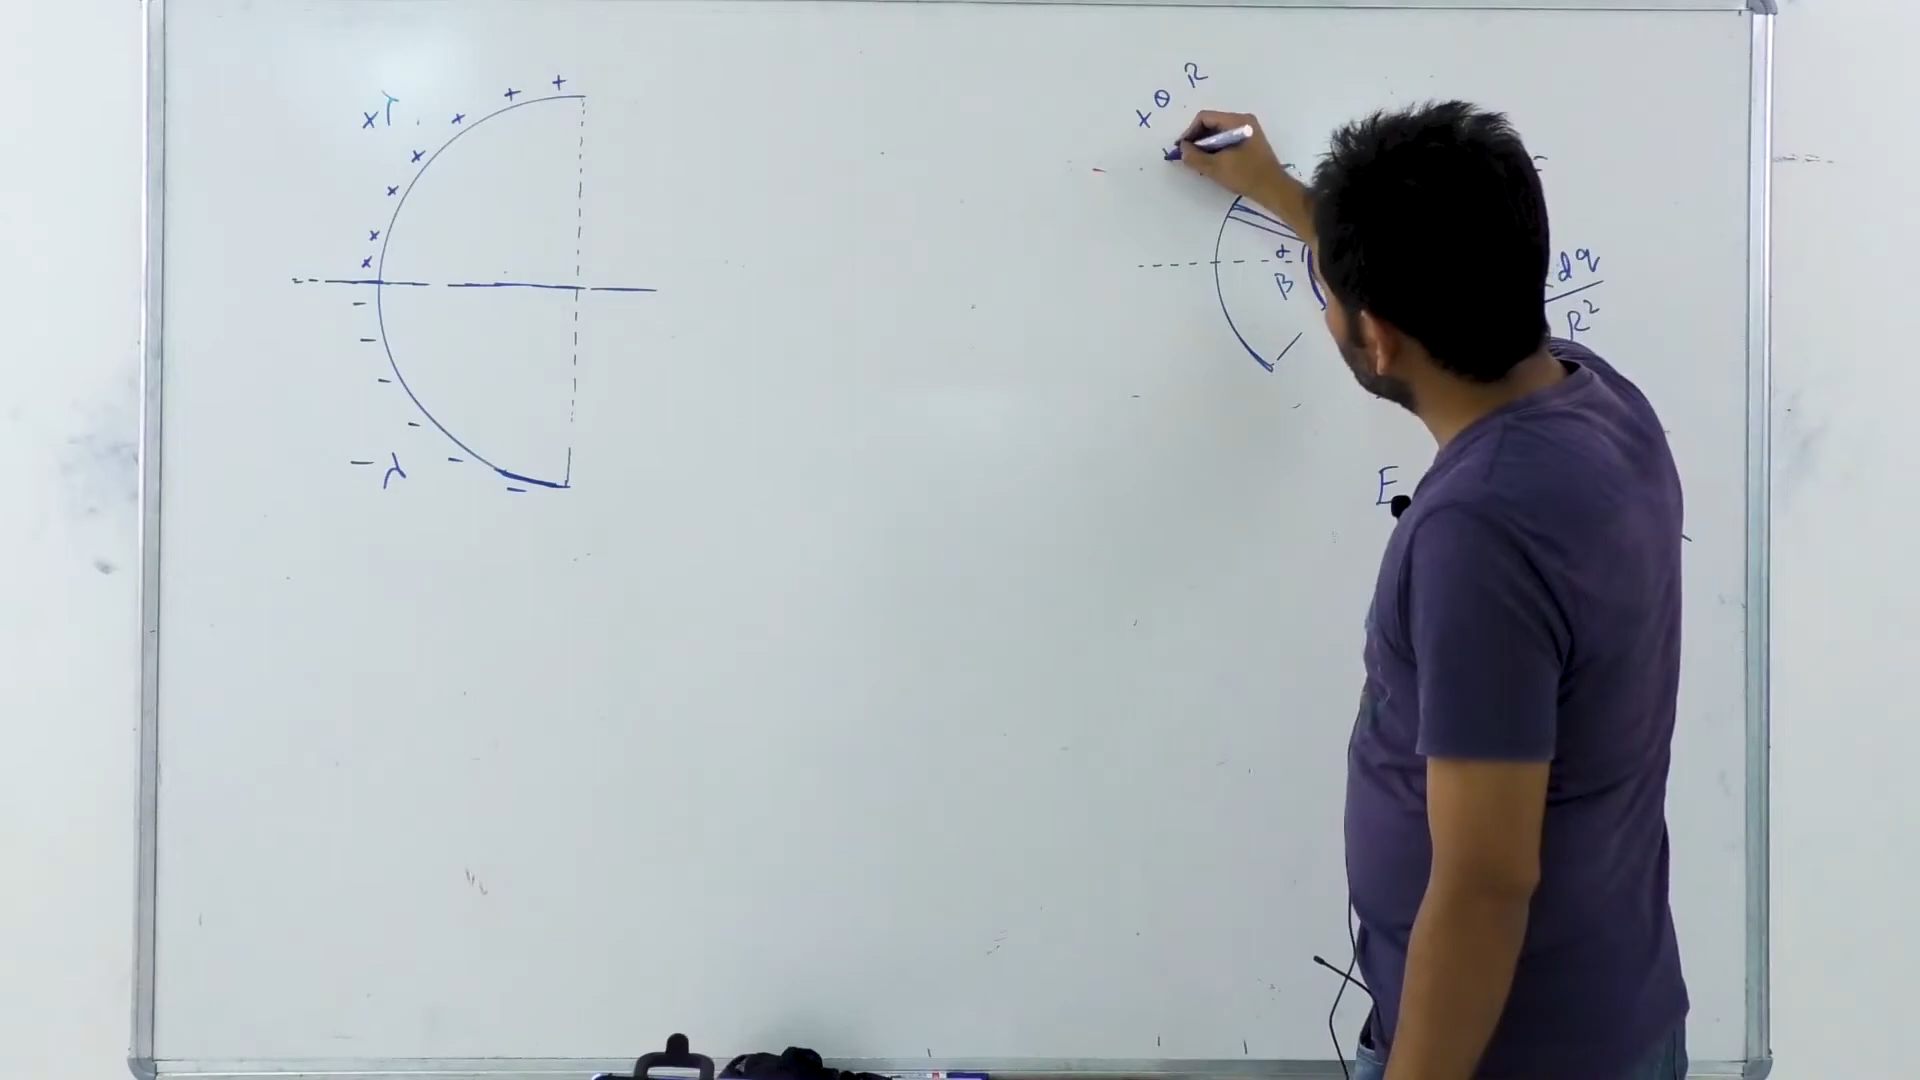 + + + + + + +
+λ
- - - - - -
-λ
+ θ R
α
β
dq
R²
E